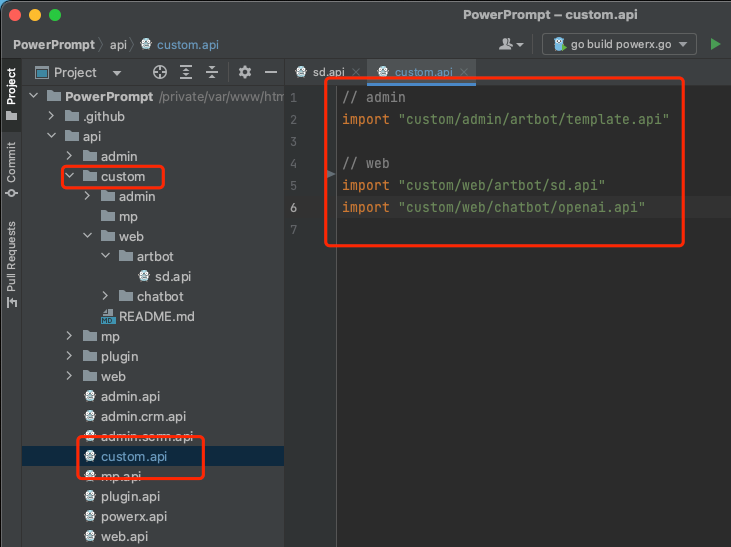 PowerPrompt – custom.api
PowerPrompt 〉 api 〉 custom.api
go build powerx.go
Project
Project
sd.api
custom.api
PowerPrompt /private/var/www/htm
.github
api
admin
custom
admin
mp
web
artbot
sd.api
chatbot
README.md
mp
plugin
web
admin.api
admin.crm.api
admin.scrm.api
custom.api
mp.api
plugin.api
powerx.api
web.api
Commit
Pull Requests
1 // admin
2 import "custom/admin/artbot/template.api"
3
4 // web
5 import "custom/web/artbot/sd.api"
6 import "custom/web/chatbot/openai.api"
7